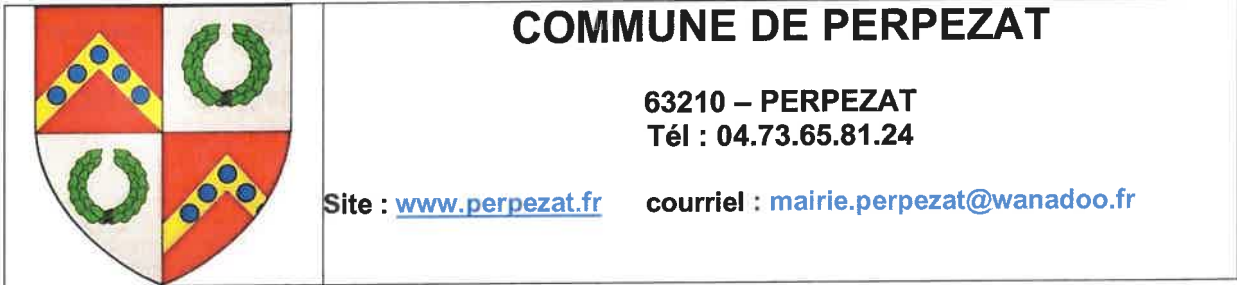 COMMUNE DE PERPEZAT
63210 – PERPEZAT
Tél : 04.73.65.81.24
Site : www.perpezat.fr courriel : mairie.perpezat@wanadoo.fr